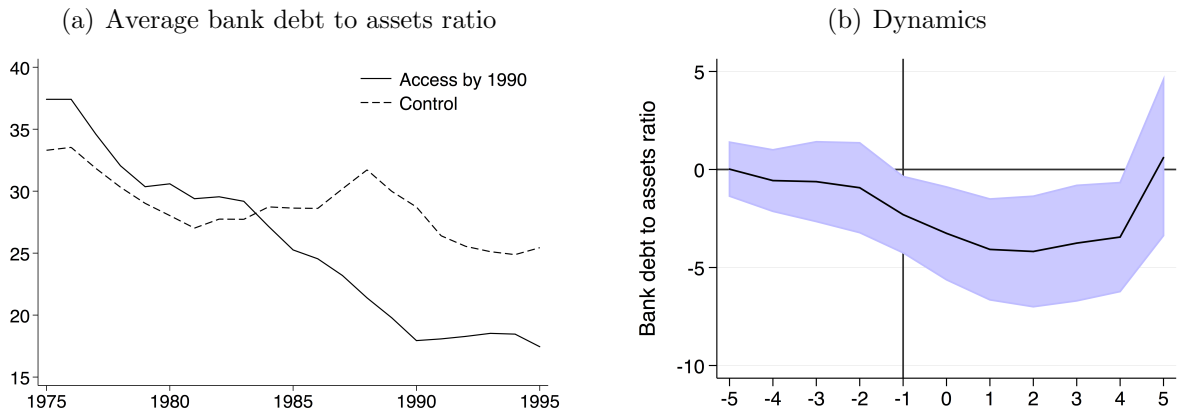 (a) Average bank debt to assets ratio
40
35
30
25
20
15
Access by 1990
Control
1975 1980 1985 1990 1995
(b) Dynamics
Bank debt to assets ratio
5
0
-5
-10
-5 -4 -3 -2 -1 0 1 2 3 4 5